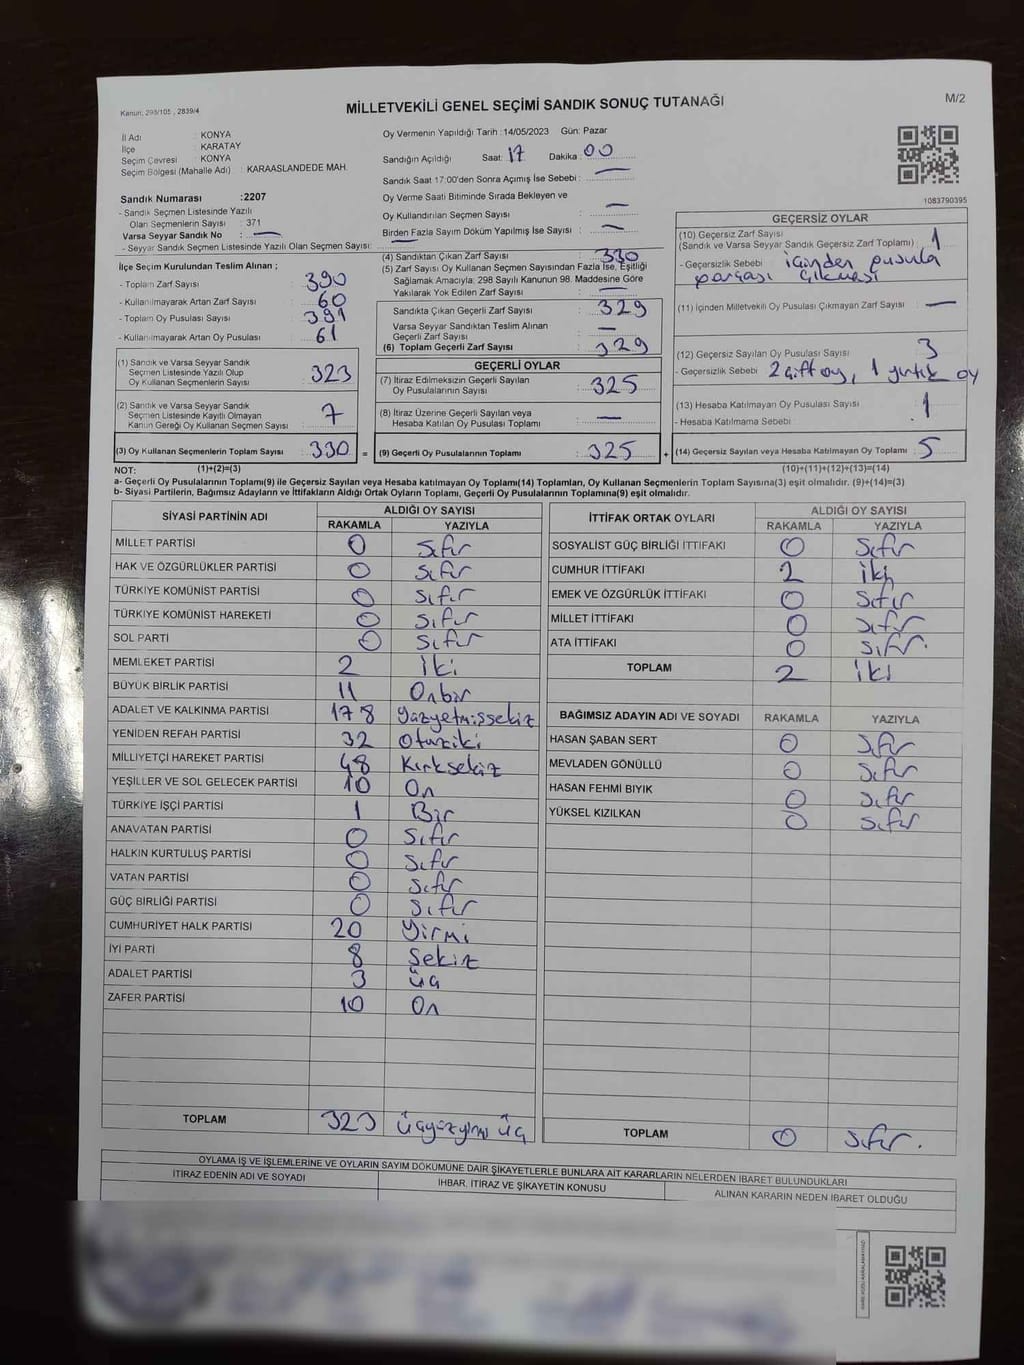 Kanun: 298/105 , 2839/4
MİLLETVEKİLİ GENEL SEÇİMİ SANDIK SONUÇ TUTANAĞI
M/2
İl Adı : KONYA
İlçe : KARATAY
Seçim Çevresi : KONYA
Seçim Bölgesi (Mahalle Adı) : KARAASLANDEDE MAH.
Sandık Numarası :2207
- Sandık Seçmen Listesinde Yazılı
Olan Seçmenlerin Sayısı : 371
Varsa Seyyar Sandık No : —
- Seyyar Sandık Seçmen Listesinde Yazılı Olan Seçmen Sayısı: —
Oy Vermenin Yapıldığı Tarih : 14/05/2023 Gün: Pazar
Sandığın Açıldığı Saat: 17 Dakika : 00
Sandık Saat 17:00'den Sonra Açımış İse Sebebi : —
Oy Verme Saati Bitiminde Sırada Bekleyen ve
Oy Kullandırılan Seçmen Sayısı : —
Birden Fazla Sayım Döküm Yapılmış İse Sayısı : —
1083790395
İlçe Seçim Kurulundan Teslim Alınan ;
- Toplam Zarf Sayısı : 390
- Kullanılmayarak Artan Zarf Sayısı : 60
- Toplam Oy Pusulası Sayısı : 391
- Kullanılmayarak Artan Oy Pusulası : 61
(4) Sandıktan Çıkan Zarf Sayısı : 330
(5) Zarf Sayısı Oy Kullanan Seçmen Sayısından Fazla İse, Eşitliği
Sağlamak Amacıyla; 298 Sayılı Kanunun 98. Maddesine Göre
Yakılarak Yok Edilen Zarf Sayısı : —
Sandıkta Çıkan Geçerli Zarf Sayısı : 329
Varsa Seyyar Sandıktan Teslim Alınan
Geçerli Zarf Sayısı : —
(6) Toplam Geçerli Zarf Sayısı : 329
GEÇERSİZ OYLAR
(10) Geçersiz Zarf Sayısı
(Sandık ve Varsa Seyyar Sandık Geçersiz Zarf Toplamı) : 1
- Geçersizlik Sebebi : içinden pusula
parçası çıkması
(11) İçinden Milletvekili Oy Pusulası Çıkmayan Zarf Sayısı : —
(12) Geçersiz Sayılan Oy Pusulası Sayısı : 3
- Geçersizlik Sebebi : 2 çift oy, 1 yırtık oy
(13) Hesaba Katılmayan Oy Pusulası Sayısı : 1
- Hesaba Katılmama Sebebi :
(14) Geçersiz Sayılan veya Hesaba Katılmayan Oy Toplamı : 5
(10)+(11)+(12)+(13)=(14)
(1) Sandık ve Varsa Seyyar Sandık
Seçmen Listesinde Yazılı Olup
Oy Kullanan Seçmenlerin Sayısı : 323
(2) Sandık ve Varsa Seyyar Sandık
Seçmen Listesinde Kayıtlı Olmayan
Kanun Gereği Oy Kullanan Seçmen Sayısı : 7
(3) Oy Kullanan Seçmenlerin Toplam Sayısı : 330 =
GEÇERLİ OYLAR
(7) İtiraz Edilmeksizin Geçerli Sayılan
Oy Pusulalarının Sayısı : 325
(8) İtiraz Üzerine Geçerli Sayılan veya
Hesaba Katılan Oy Pusulası Toplamı : —
(9) Geçerli Oy Pusulalarının Toplamı : 325 +
NOT: (1)+(2)=(3)
a- Geçerli Oy Pusulalarının Toplamı(9) ile Geçersiz Sayılan veya Hesaba katılmayan Oy Toplamı(14) Toplamları, Oy Kullanan Seçmenlerin Toplam Sayısına(3) eşit olmalıdır. (9)+(14)=(3)
b- Siyasi Partilerin, Bağımsız Adayların ve İttifakların Aldığı Ortak Oyların Toplamı, Geçerli Oy Pusulalarının Toplamına(9) eşit olmalıdır.
SİYASİ PARTİNİN ADI ALDIĞI OY SAYISI
RAKAMLA YAZIYLA
MİLLET PARTİSİ 0 Sıfır
HAK VE ÖZGÜRLÜKLER PARTİSİ 0 Sıfır
TÜRKİYE KOMÜNİST PARTİSİ 0 Sıfır
TÜRKİYE KOMÜNİST HAREKETİ 0 Sıfır
SOL PARTİ 0 Sıfır
MEMLEKET PARTİSİ 2 İki
BÜYÜK BİRLİK PARTİSİ 11 Onbir
ADALET VE KALKINMA PARTİSİ 178 Yüzyetmişsekiz
YENİDEN REFAH PARTİSİ 32 Otuziki
MİLLİYETÇİ HAREKET PARTİSİ 48 Kırksekiz
YEŞİLLER VE SOL GELECEK PARTİSİ 10 On
TÜRKİYE İŞÇİ PARTİSİ 1 Bir
ANAVATAN PARTİSİ 0 Sıfır
HALKIN KURTULUŞ PARTİSİ 0 Sıfır
VATAN PARTİSİ 0 Sıfır
GÜÇ BİRLİĞİ PARTİSİ 0 Sıfır
CUMHURİYET HALK PARTİSİ 20 Yirmi
İYİ PARTİ 8 Sekiz
ADALET PARTİSİ 3 üç
ZAFER PARTİSİ 10 On
TOPLAM 323 üçyüzyirmi üç
İTTİFAK ORTAK OYLARI ALDIĞI OY SAYISI
RAKAMLA YAZIYLA
SOSYALİST GÜÇ BİRLİĞİ İTTİFAKI 0 Sıfır
CUMHUR İTTİFAKI 2 İki
EMEK VE ÖZGÜRLÜK İTTİFAKI 0 Sıfır
MİLLET İTTİFAKI 0 Sıfır
ATA İTTİFAKI 0 Sıfır.
TOPLAM 2 İki
BAĞIMSIZ ADAYIN ADI VE SOYADI RAKAMLA YAZIYLA
HASAN ŞABAN SERT 0 Sıfır
MEVLADEN GÖNÜLLÜ 0 Sıfır
HASAN FEHMİ BIYIK 0 Sıfır
YÜKSEL KIZILKAN 0 Sıfır
TOPLAM 0 Sıfır.
OYLAMA İŞ VE İŞLEMLERİNE VE OYLARIN SAYIM DÖKÜMÜNE DAİR ŞİKAYETLERLE BUNLARA AİT KARARLARIN NELERDEN İBARET BULUNDUKLARI
İTİRAZ EDENİN ADI VE SOYADI İHBAR, İTİRAZ VE ŞİKAYETİN KONUSU ALINAN KARARIN NEDEN İBARET OLDUĞU